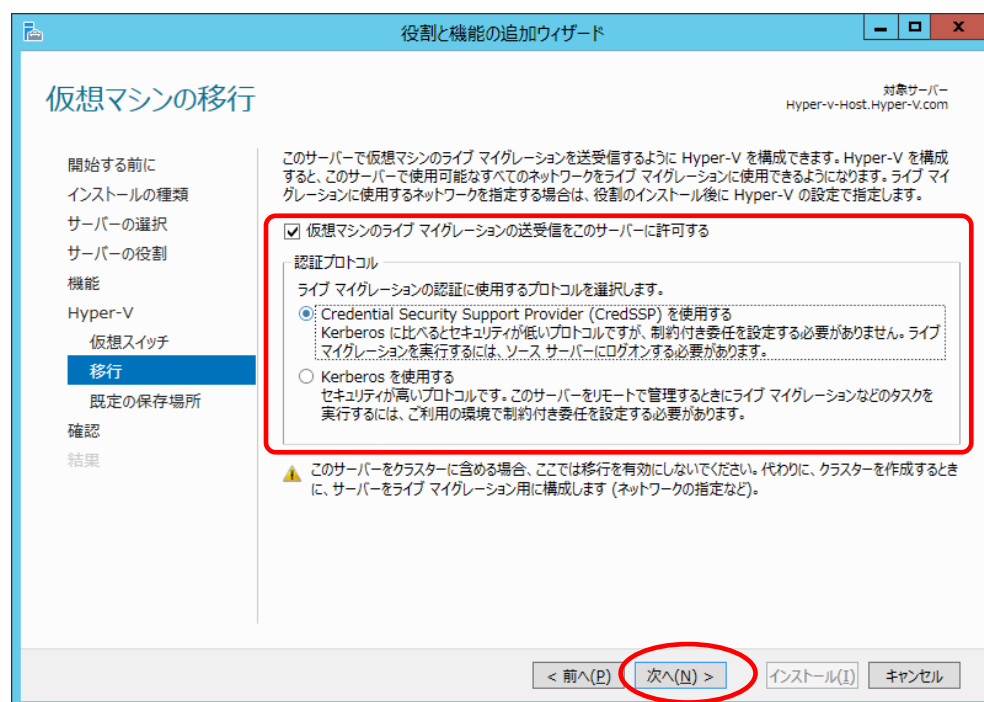 役割と機能の追加ウィザード
仮想マシンの移行
対象サーバー
Hyper-v-Host.Hyper-V.com
開始する前に
インストールの種類
サーバーの選択
サーバーの役割
機能
Hyper-V
仮想スイッチ
移行
既定の保存場所
確認
結果
このサーバーで仮想マシンのライブ マイグレーションを送受信するように Hyper-V を構成できます。Hyper-V を構成
すると、このサーバーで使用可能なすべてのネットワークをライブ マイグレーションに使用できるようになります。ライブ マイ
グレーションに使用するネットワークを指定する場合は、役割のインストール後に Hyper-V の設定で指定します。
仮想マシンのライブ マイグレーションの送受信をこのサーバーに許可する
認証プロトコル
ライブ マイグレーションの認証に使用するプロトコルを選択します。
Credential Security Support Provider (CredSSP) を使用する
Kerberos に比べるとセキュリティが低いプロトコルですが、制約付き委任を設定する必要がありません。ライブ
マイグレーションを実行するには、ソース サーバーにログオンする必要があります。
Kerberos を使用する
セキュリティが高いプロトコルです。このサーバーをリモートで管理するときにライブ マイグレーションなどのタスクを
実行するには、ご利用の環境で制約付き委任を設定する必要があります。
このサーバーをクラスターに含める場合、ここでは移行を有効にしないでください。代わりに、クラスターを作成するとき
に、サーバーをライブ マイグレーション用に構成します (ネットワークの指定など)。
< 前へ(P) 次へ(N) > インストール(I) キャンセル